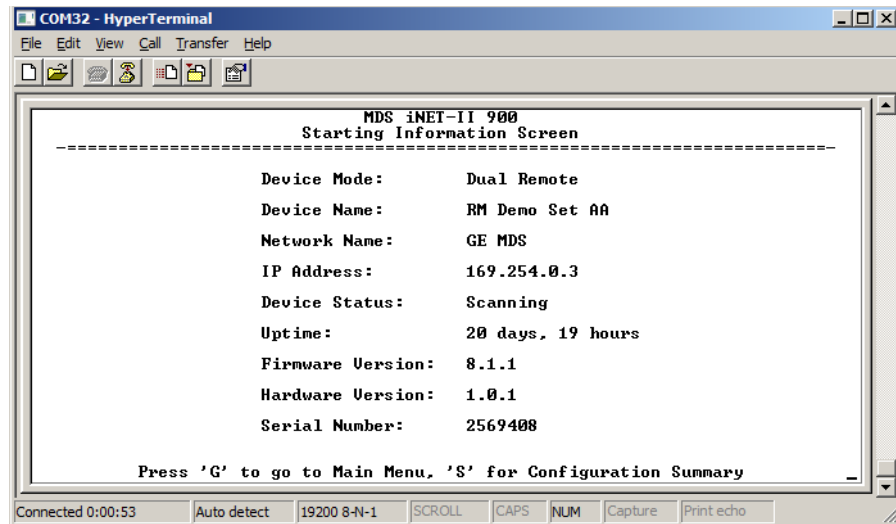 COM32 - HyperTerminal
File Edit View Call Transfer Help
MDS iNET-II 900
Starting Information Screen
-==========================================================================-
Device Mode: Dual Remote
Device Name: RM Demo Set AA
Network Name: GE MDS
IP Address: 169.254.0.3
Device Status: Scanning
Uptime: 20 days, 19 hours
Firmware Version: 8.1.1
Hardware Version: 1.0.1
Serial Number: 2569408
Press 'G' to go to Main Menu, 'S' for Configuration Summary _
Connected 0:00:53 Auto detect 19200 8-N-1 SCROLL CAPS NUM Capture Print echo